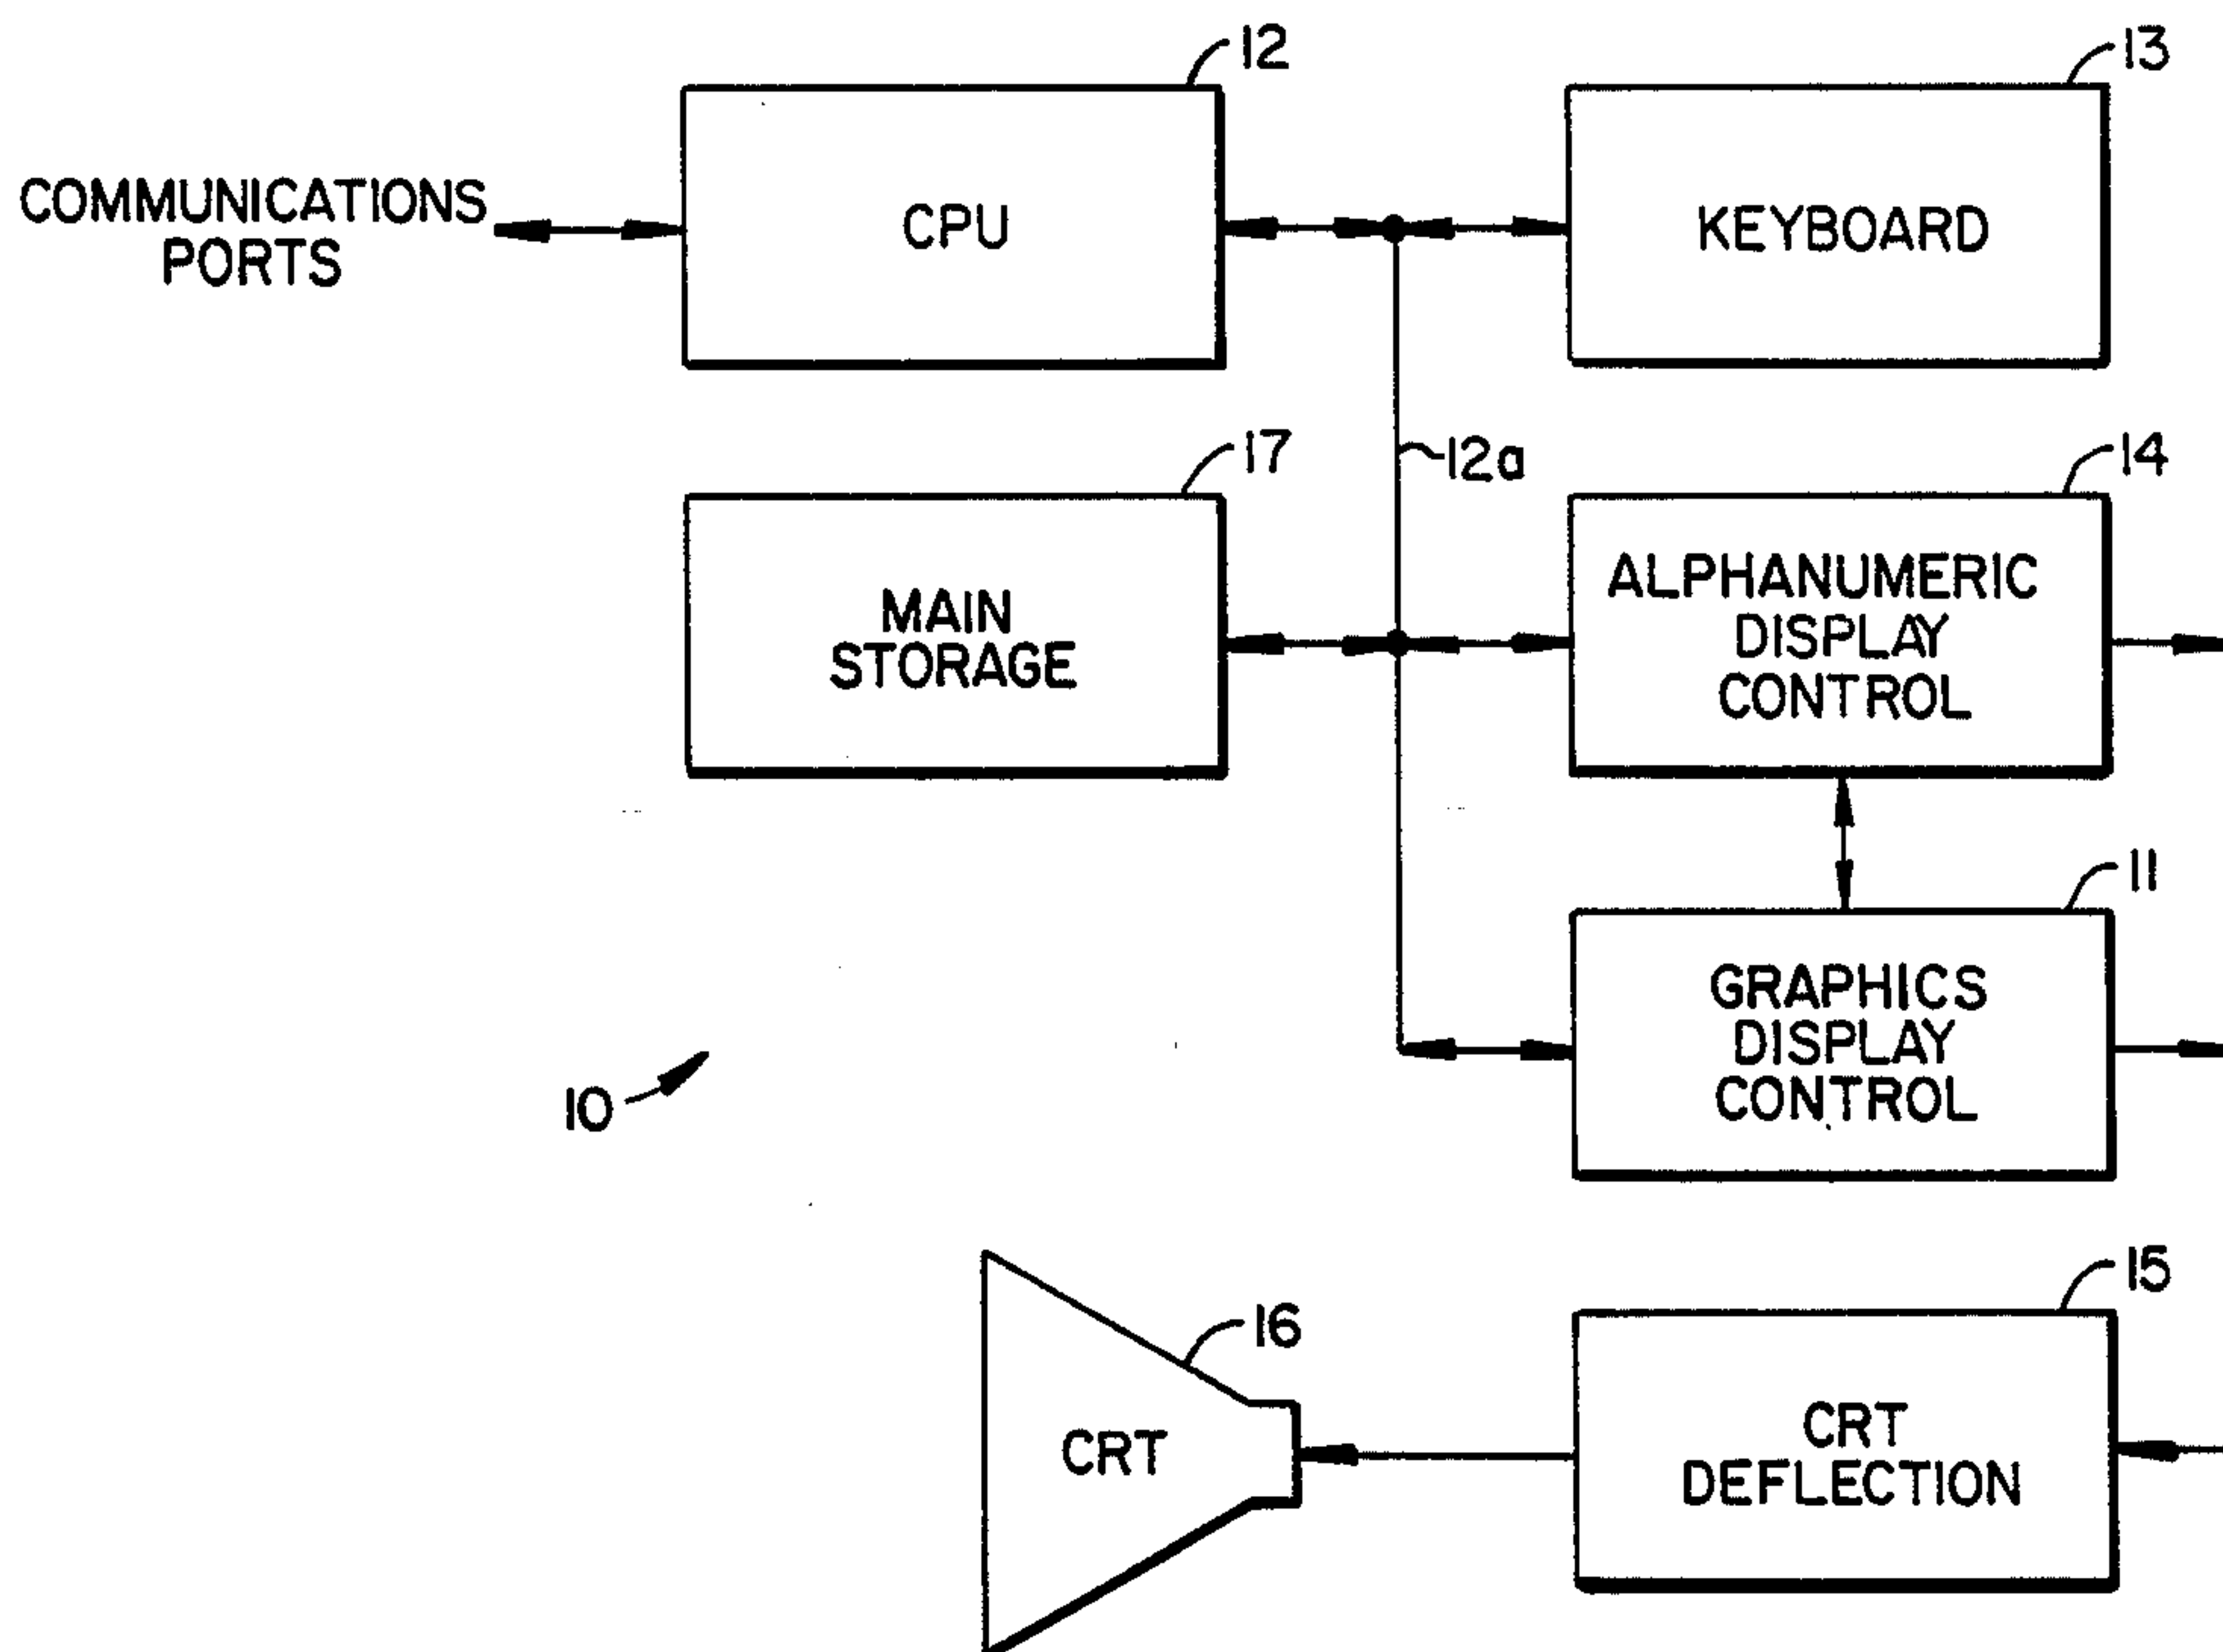 12
13
COMMUNICATIONS
PORTS
CPU
KEYBOARD
17
12a
14
MAIN
STORAGE
ALPHANUMERIC
DISPLAY
CONTROL
11
GRAPHICS
DISPLAY
CONTROL
10
15
16
CRT
CRT
DEFLECTION